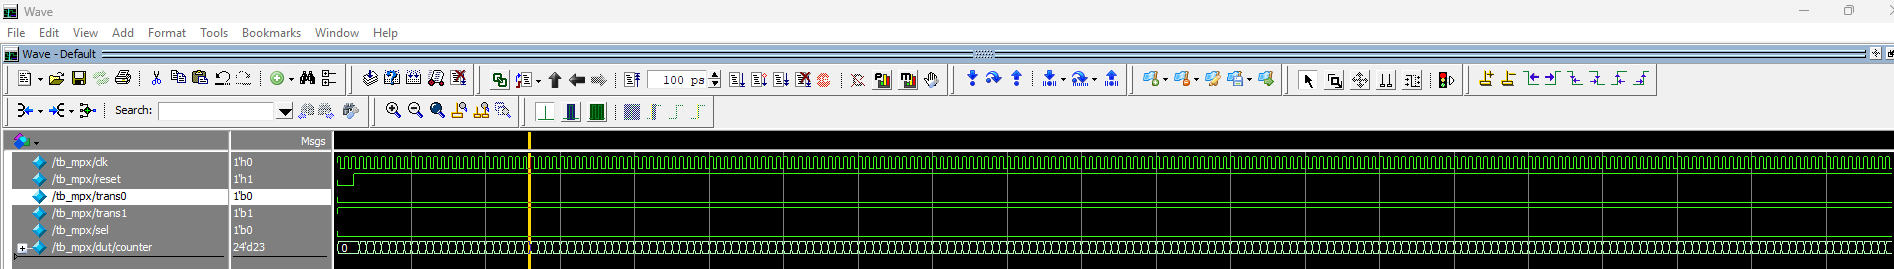 Wave
File Edit View Add Format Tools Bookmarks Window Help
Wave - Default
100 ps
Search:
Msgs
/tb_mpx/clk 1'h0
/tb_mpx/reset 1'h1
/tb_mpx/trans0 1'b0
/tb_mpx/trans1 1'b1
/tb_mpx/sel 1'b0
/tb_mpx/dut/counter 24'd23 0